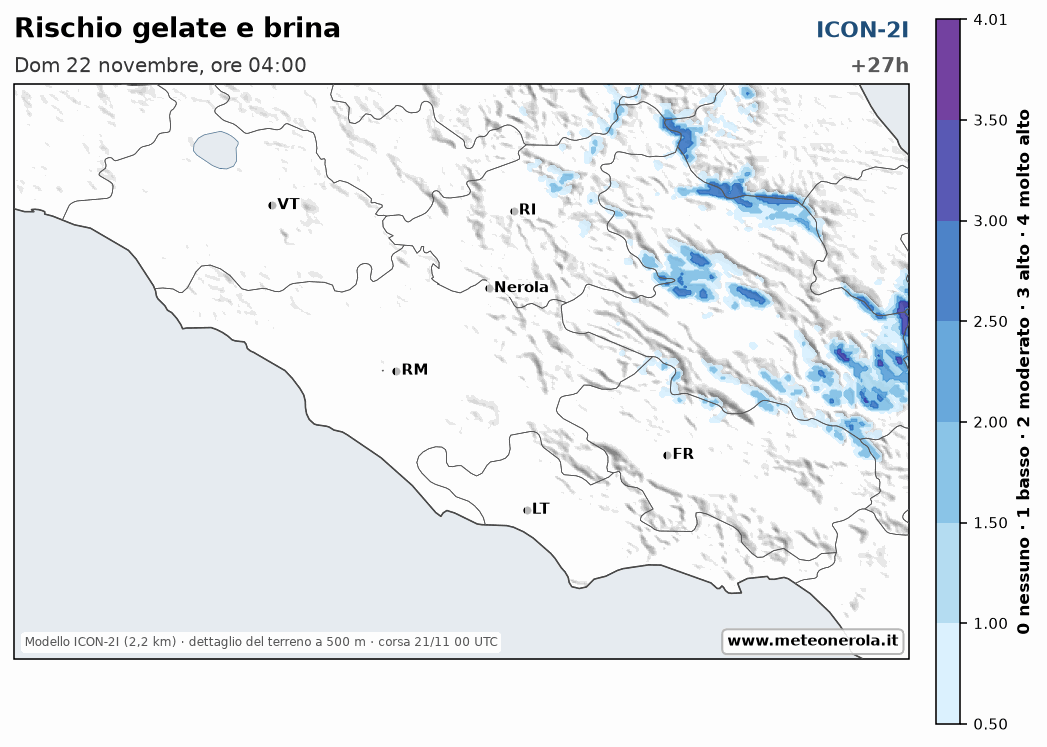 Rischio gelate e brina
ICON-2I
Dom 22 novembre, ore 04:00
+27h
VT
RI
Nerola
RM
FR
LT
Modello ICON-2I (2,2 km) · dettaglio del terreno a 500 m · corsa 21/11 00 UTC
www.meteonerola.it
4.01
3.50
3.00
2.50
2.00
1.50
1.00
0.50
0 nessuno · 1 basso · 2 moderato · 3 alto · 4 molto alto